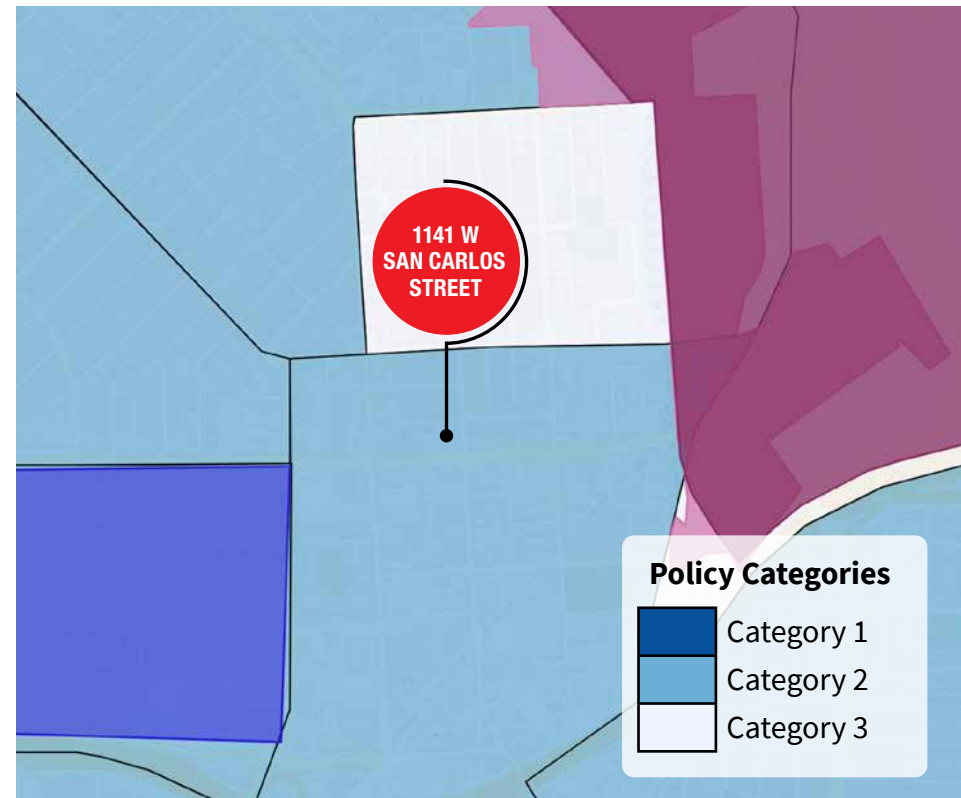 1141 W
SAN CARLOS
STREET
Policy Categories
Category 1
Category 2
Category 3